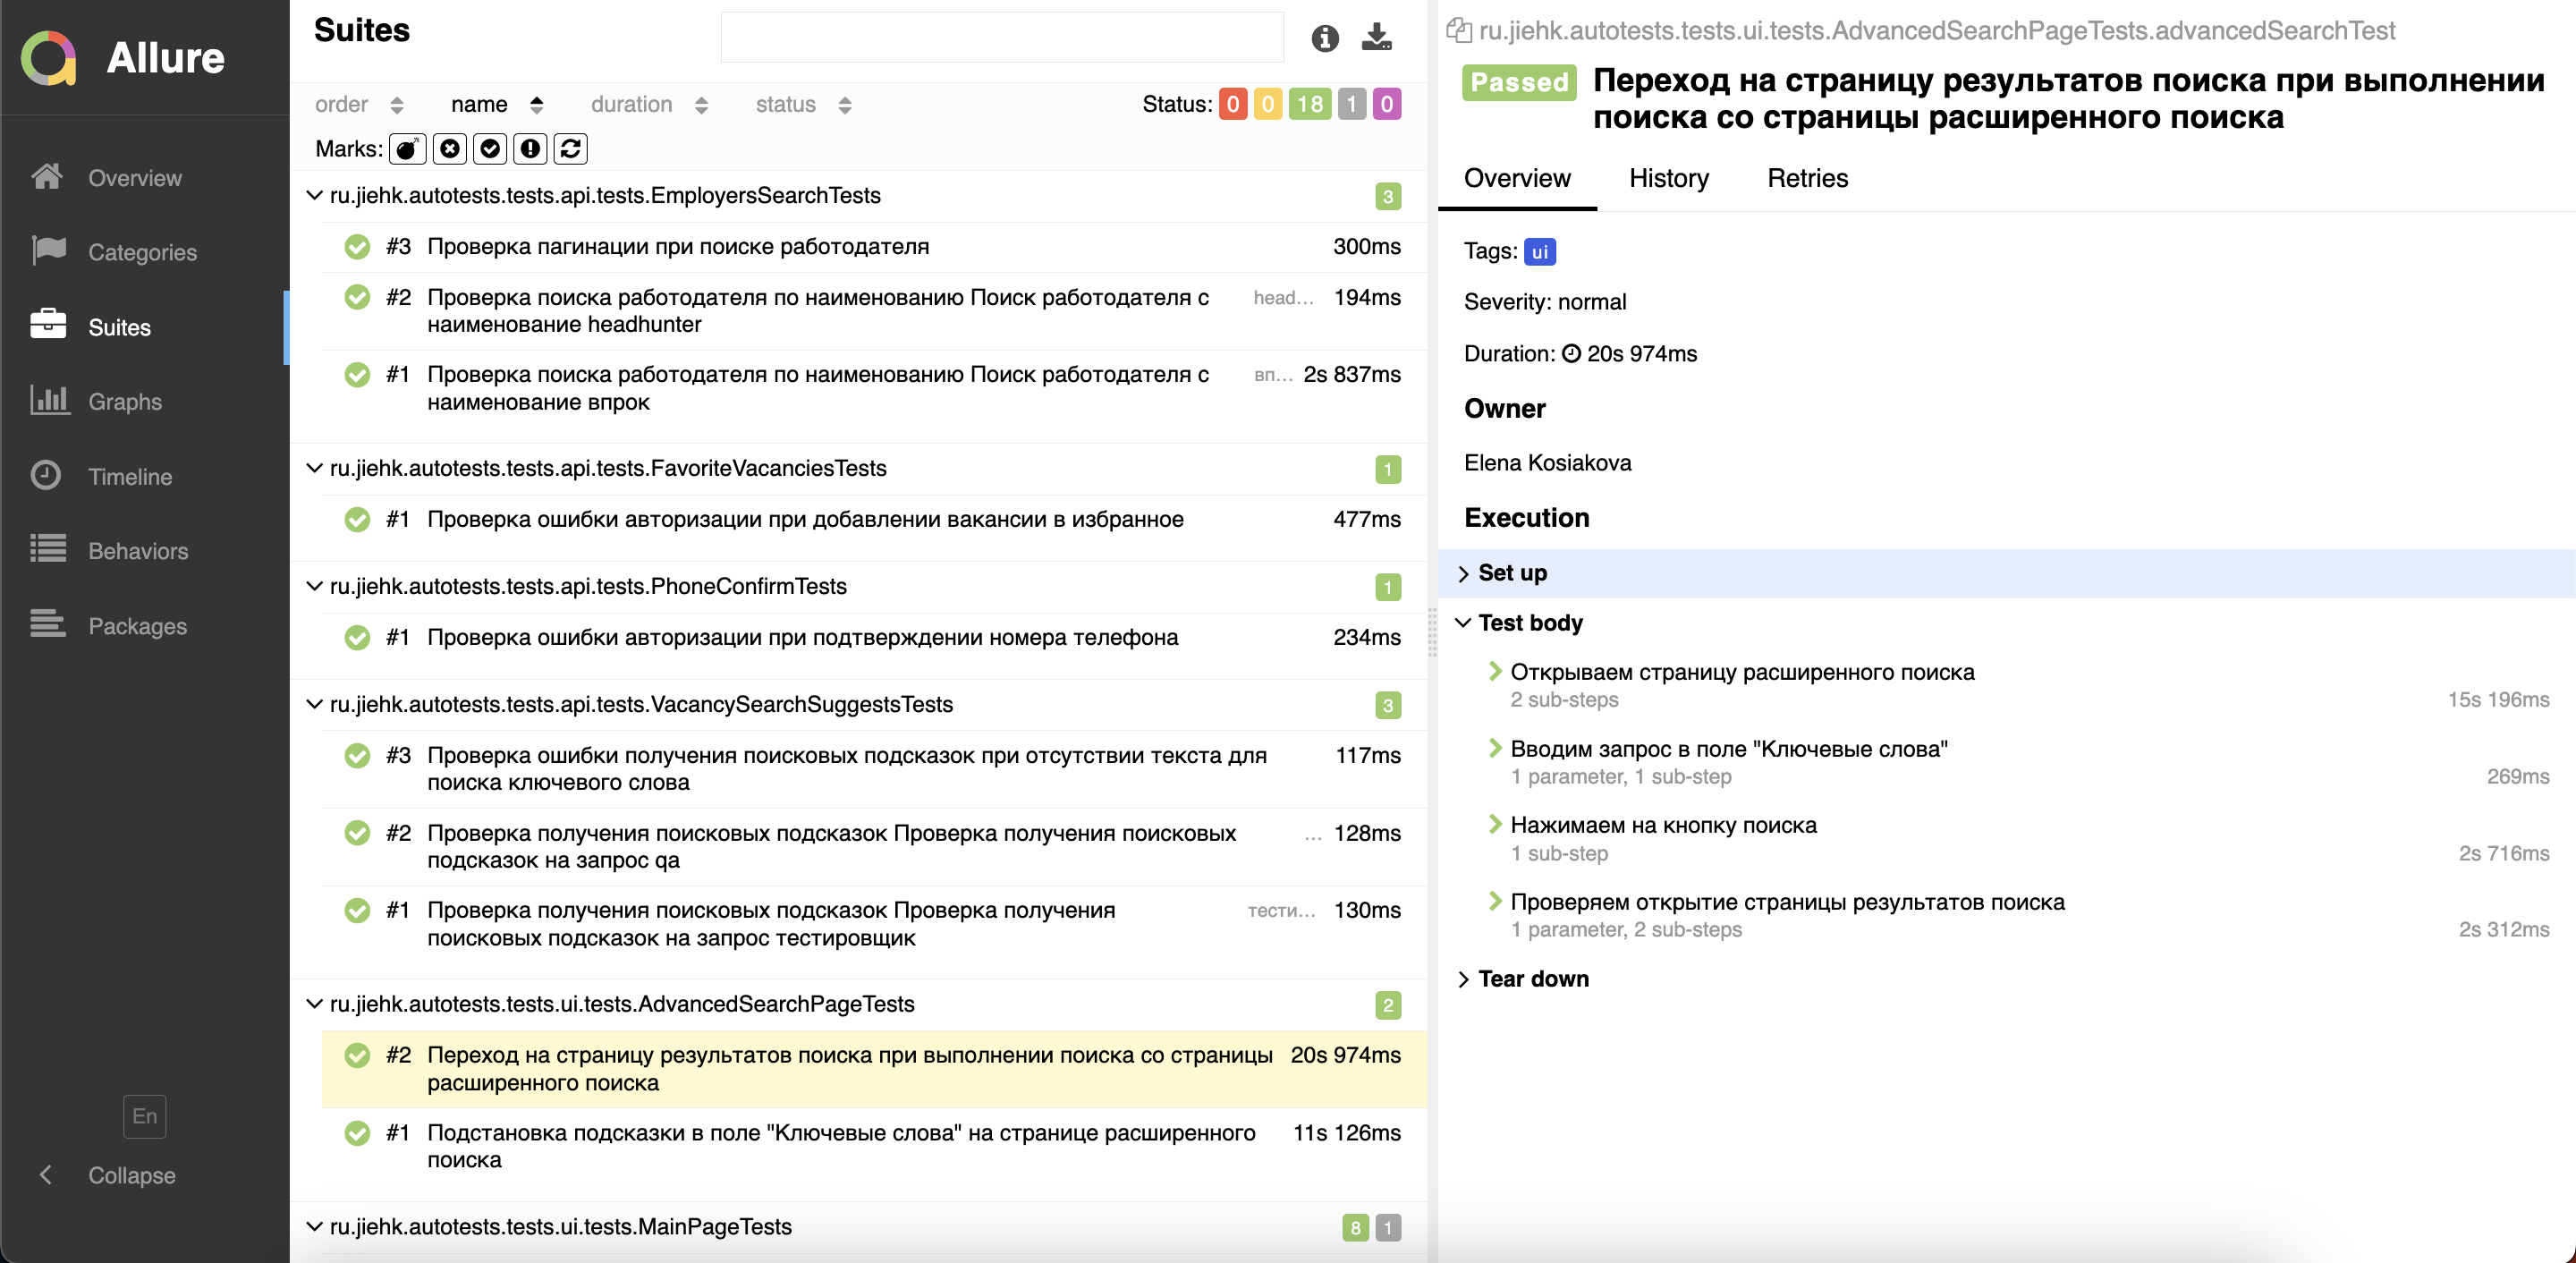 Allure
Overview
Categories
Suites
Graphs
Timeline
Behaviors
Packages
En
Collapse
Suites
order name duration status Status: 0 0 18 1 0
Marks:
ru.jiehk.autotests.tests.api.tests.EmployersSearchTests 3
#3 Проверка пагинации при поиске работодателя 300ms
#2 Проверка поиска работодателя по наименованию Поиск работодателя с head... 194ms
наименование headhunter
#1 Проверка поиска работодателя по наименованию Поиск работодателя с вп... 2s 837ms
наименование впрок
ru.jiehk.autotests.tests.api.tests.FavoriteVacanciesTests 1
#1 Проверка ошибки авторизации при добавлении вакансии в избранное 477ms
ru.jiehk.autotests.tests.api.tests.PhoneConfirmTests 1
#1 Проверка ошибки авторизации при подтверждении номера телефона 234ms
ru.jiehk.autotests.tests.api.tests.VacancySearchSuggestsTests 3
#3 Проверка ошибки получения поисковых подсказок при отсутствии текста для 117ms
поиска ключевого слова
#2 Проверка получения поисковых подсказок Проверка получения поисковых ... 128ms
подсказок на запрос qa
#1 Проверка получения поисковых подсказок Проверка получения тести... 130ms
поисковых подсказок на запрос тестировщик
ru.jiehk.autotests.tests.ui.tests.AdvancedSearchPageTests 2
#2 Переход на страницу результатов поиска при выполнении поиска со страницы 20s 974ms
расширенного поиска
#1 Подстановка подсказки в поле "Ключевые слова" на странице расширенного 11s 126ms
поиска
ru.jiehk.autotests.tests.ui.tests.MainPageTests 8 1
ru.jiehk.autotests.tests.ui.tests.AdvancedSearchPageTests.advancedSearchTest
Passed Переход на страницу результатов поиска при выполнении
поиска со страницы расширенного поиска
Overview History Retries
Tags: ui
Severity: normal
Duration: 20s 974ms
Owner
Elena Kosiakova
Execution
Set up
Test body
Открываем страницу расширенного поиска
2 sub-steps 15s 196ms
Вводим запрос в поле "Ключевые слова"
1 parameter, 1 sub-step 269ms
Нажимаем на кнопку поиска
1 sub-step 2s 716ms
Проверяем открытие страницы результатов поиска
1 parameter, 2 sub-steps 2s 312ms
Tear down